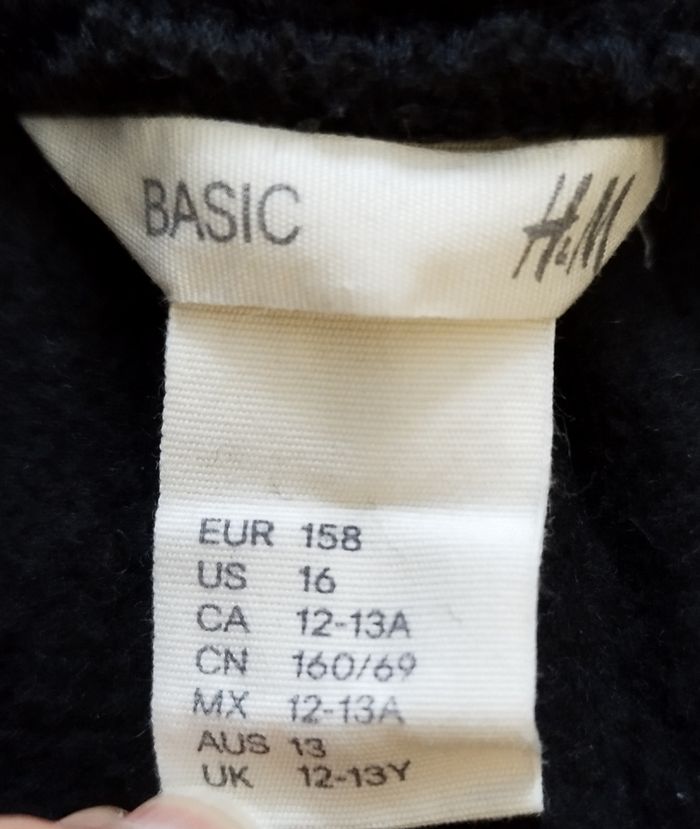 BASIC H&M
EUR 158
US 16
CA 12-13A
CN 160/69
MX 12-13A
AUS 13
UK 12-13Y